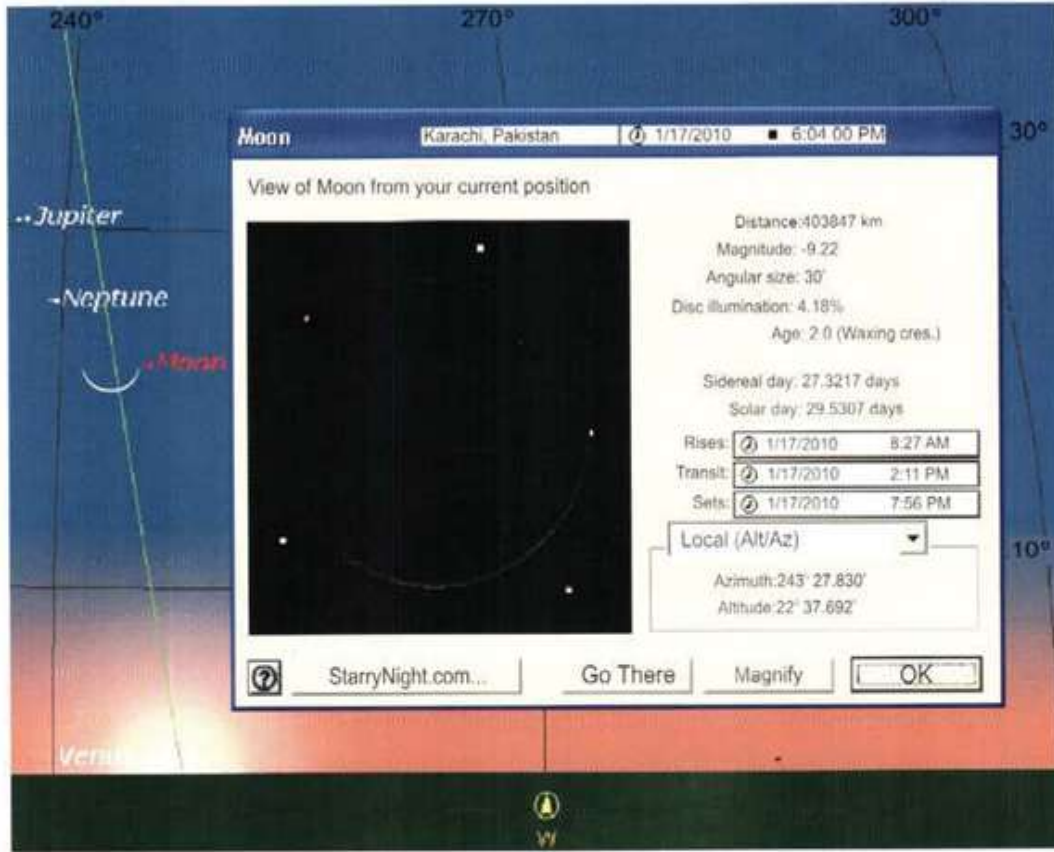 240° 270° 300°
Moon Karachi, Pakistan 1/17/2010 6:04 00 PM
30°
View of Moon from your current position
Jupiter
Distance:403847 km
Magnitude: -9.22
Angular size: 30'
Neptune
Disc illumination: 4.18%
Age: 2.0 (Waxing cres.)
Moon
Sidereal day: 27.3217 days
Solar day: 29.5307 days
Rises: 1/17/2010 8:27 AM
Transit: 1/17/2010 2:11 PM
Sets: 1/17/2010 7:56 PM
Local (Alt/Az)
10°
Azimuth:243° 27.830'
Altitude:22° 37.692'
? StarryNight.com... Go There Magnify OK
W